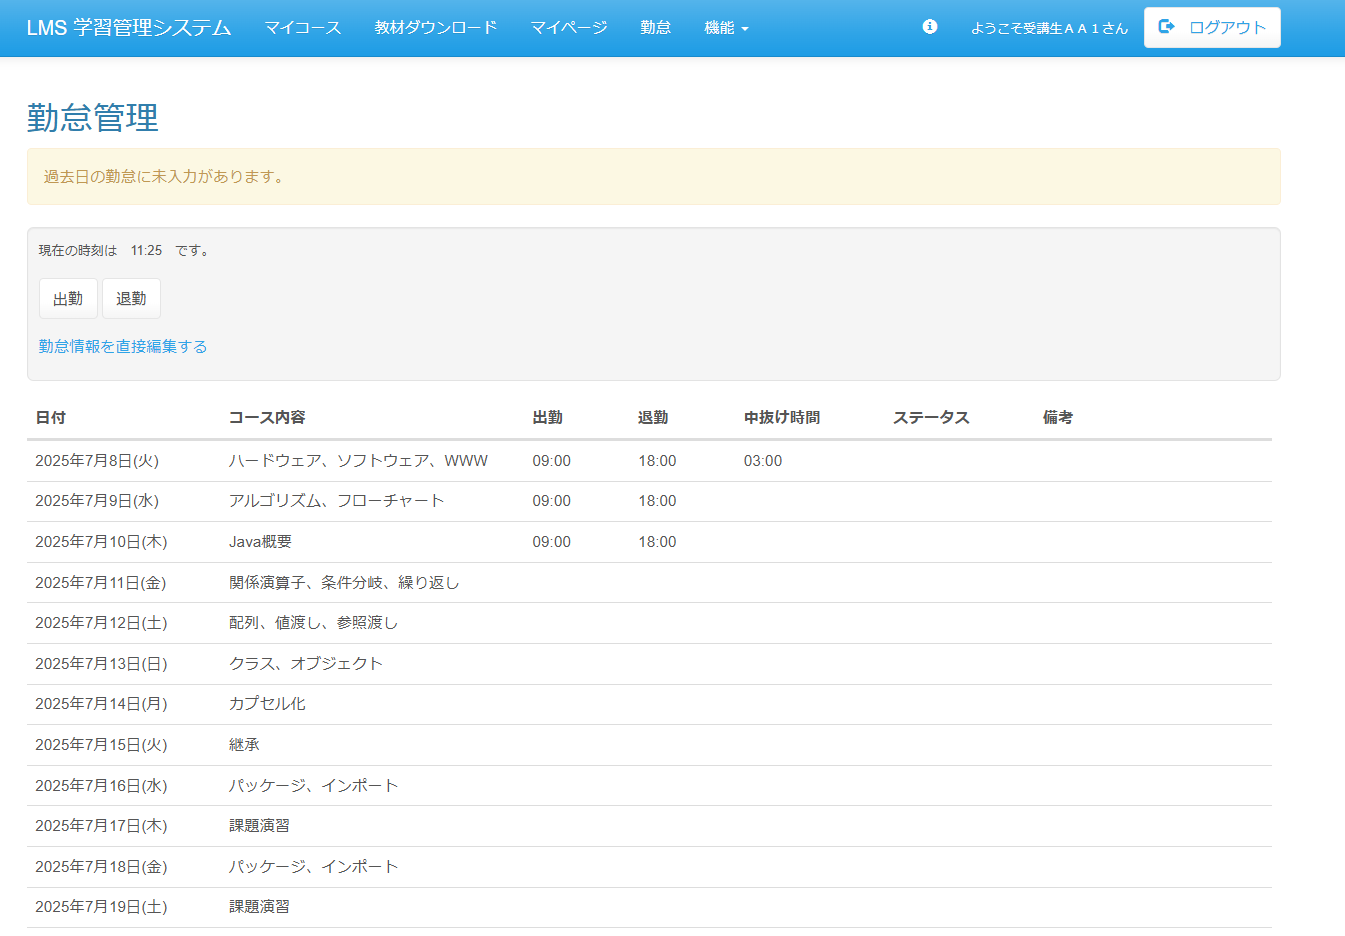 LMS 学習管理システム マイコース 教材ダウンロード マイページ 勤怠 機能 ようこそ受講生ＡＡ１さん ログアウト
勤怠管理
過去日の勤怠に未入力があります。
現在の時刻は 11:25 です。
出勤 退勤
勤怠情報を直接編集する
日付 コース内容 出勤 退勤 中抜け時間 ステータス 備考
2025年7月8日(火) ハードウェア、ソフトウェア、WWW 09:00 18:00 03:00
2025年7月9日(水) アルゴリズム、フローチャート 09:00 18:00
2025年7月10日(木) Java概要 09:00 18:00
2025年7月11日(金) 関係演算子、条件分岐、繰り返し
2025年7月12日(土) 配列、値渡し、参照渡し
2025年7月13日(日) クラス、オブジェクト
2025年7月14日(月) カプセル化
2025年7月15日(火) 継承
2025年7月16日(水) パッケージ、インポート
2025年7月17日(木) 課題演習
2025年7月18日(金) パッケージ、インポート
2025年7月19日(土) 課題演習